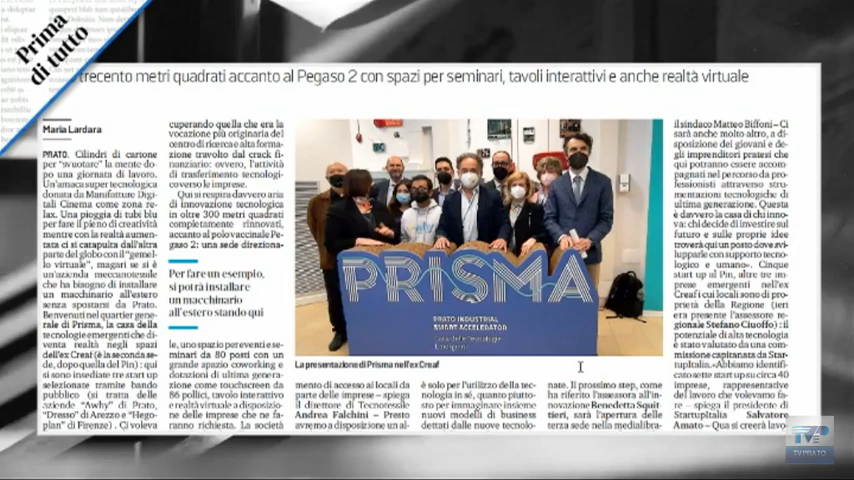 Prima
di tutto
trecento metri quadrati accanto al Pegaso 2 con spazi per seminari, tavoli interattivi e anche realtà virtuale
Maria Lardara
PRATO. Cilindri di cartone
per "svuotare" la mente do-
po una giornata di lavoro.
Un'amaca super tecnologica
donata da Manifatture Digi-
tali Cinema come zona re-
lax. Una pioggia di tubi blu
per fare il pieno di creatività
mentre con la realtà aumen-
tata ci si catapulta dall'altra
parte del globo con il "gemel-
lo virtuale", magari se si è
un'azienda meccanotessile
che ha bisogno di installare
un macchinario all'estero
senza spostarsi da Prato.
Benvenuti nel quartier gene-
rale di Prisma, la casa delle
tecnologie emergenti che di-
venta realtà negli spazi
dell'ex Creaf (è la seconda se-
de, dopo quella del Pin): qui
si sono insediate tre start up
selezionate tramite bando
pubblico (si tratta delle
aziende "Awhy" di Prato,
"Dresso" di Arezzo e "Hego-
plan" di Firenze). Ci voleva
cuperando quella che era la
vocazione più originaria del
centro di ricerca e alta forma-
zione travolto dal crack fi-
nanziario: ovvero, l'attività
di trasferimento tecnologi-
co verso le imprese.
Qui si respira davvero aria
di innovazione tecnologica
in oltre 300 metri quadrati
completamente rinnovati,
accanto al polo vaccinale Pe-
gaso 2: una sede direziona-
Per fare un esempio,
si potrà installare
un macchinario
all'estero stando qui
le, uno spazio per eventi e se-
minari da 80 posti con un
grande spazio coworking e
dotazioni di ultima genera-
zione come touchscreen da
86 pollici, tavolo interattivo
e realtà virtuale a disposizio-
ne delle imprese che ne fa-
ranno richiesta. La società
PRISMA
PRATO INDUSTRIAL
SMART ACCELERATOR
Casa delle Tecnologie
Emergenti
La presentazione di Prisma nell'ex Creaf
mento di accesso ai locali da
parte delle imprese – spiega
il direttore di Tecnotessile
Andrea Falchini – Presto
avremo a disposizione un al-
è solo per l'utilizzo della tec-
nologia in sé, quanto piutto-
sto per immaginare insieme
nuovi modelli di business
dettati dalle nuove tecnolo-
nate. Il prossimo step, come
ha riferito l'assessora all'in-
novazione Benedetta Squit-
tieri, sarà l'apertura della
terza sede nella medialibra-
il sindaco Matteo Biffoni – Ci
sarà anche molto altro, a di-
sposizione dei giovani e de-
gli imprenditori pratesi che
qui potranno essere accom-
pagnati nel percorso da pro-
fessionisti attraverso stru-
mentazioni tecnologiche di
ultima generazione. Questa
è davvero la casa di chi inno-
va: chi decide di investire sul
futuro e sulle proprie idee
troverà qui un posto dove svi-
lupparle con supporto tecno-
logico e umano». Cinque
start up al Pin, altre tre im-
prese emergenti nell'ex
Creaf i cui locali sono di pro-
prietà della Regione (ieri
era presente l'assessore re-
gionale Stefano Ciuoffo): il
potenziale di alta tecnologia
è stato valutato da una com-
missione capitanata da Star-
tupItalia. «Abbiamo identifi-
cato sette start up su circa 40
imprese, rappresentative
del lavoro che volevamo fa-
re – spiega il presidente di
StartupItalia Salvatore
Amato – Qua si creerà lavo-
TVP
TV PRATO